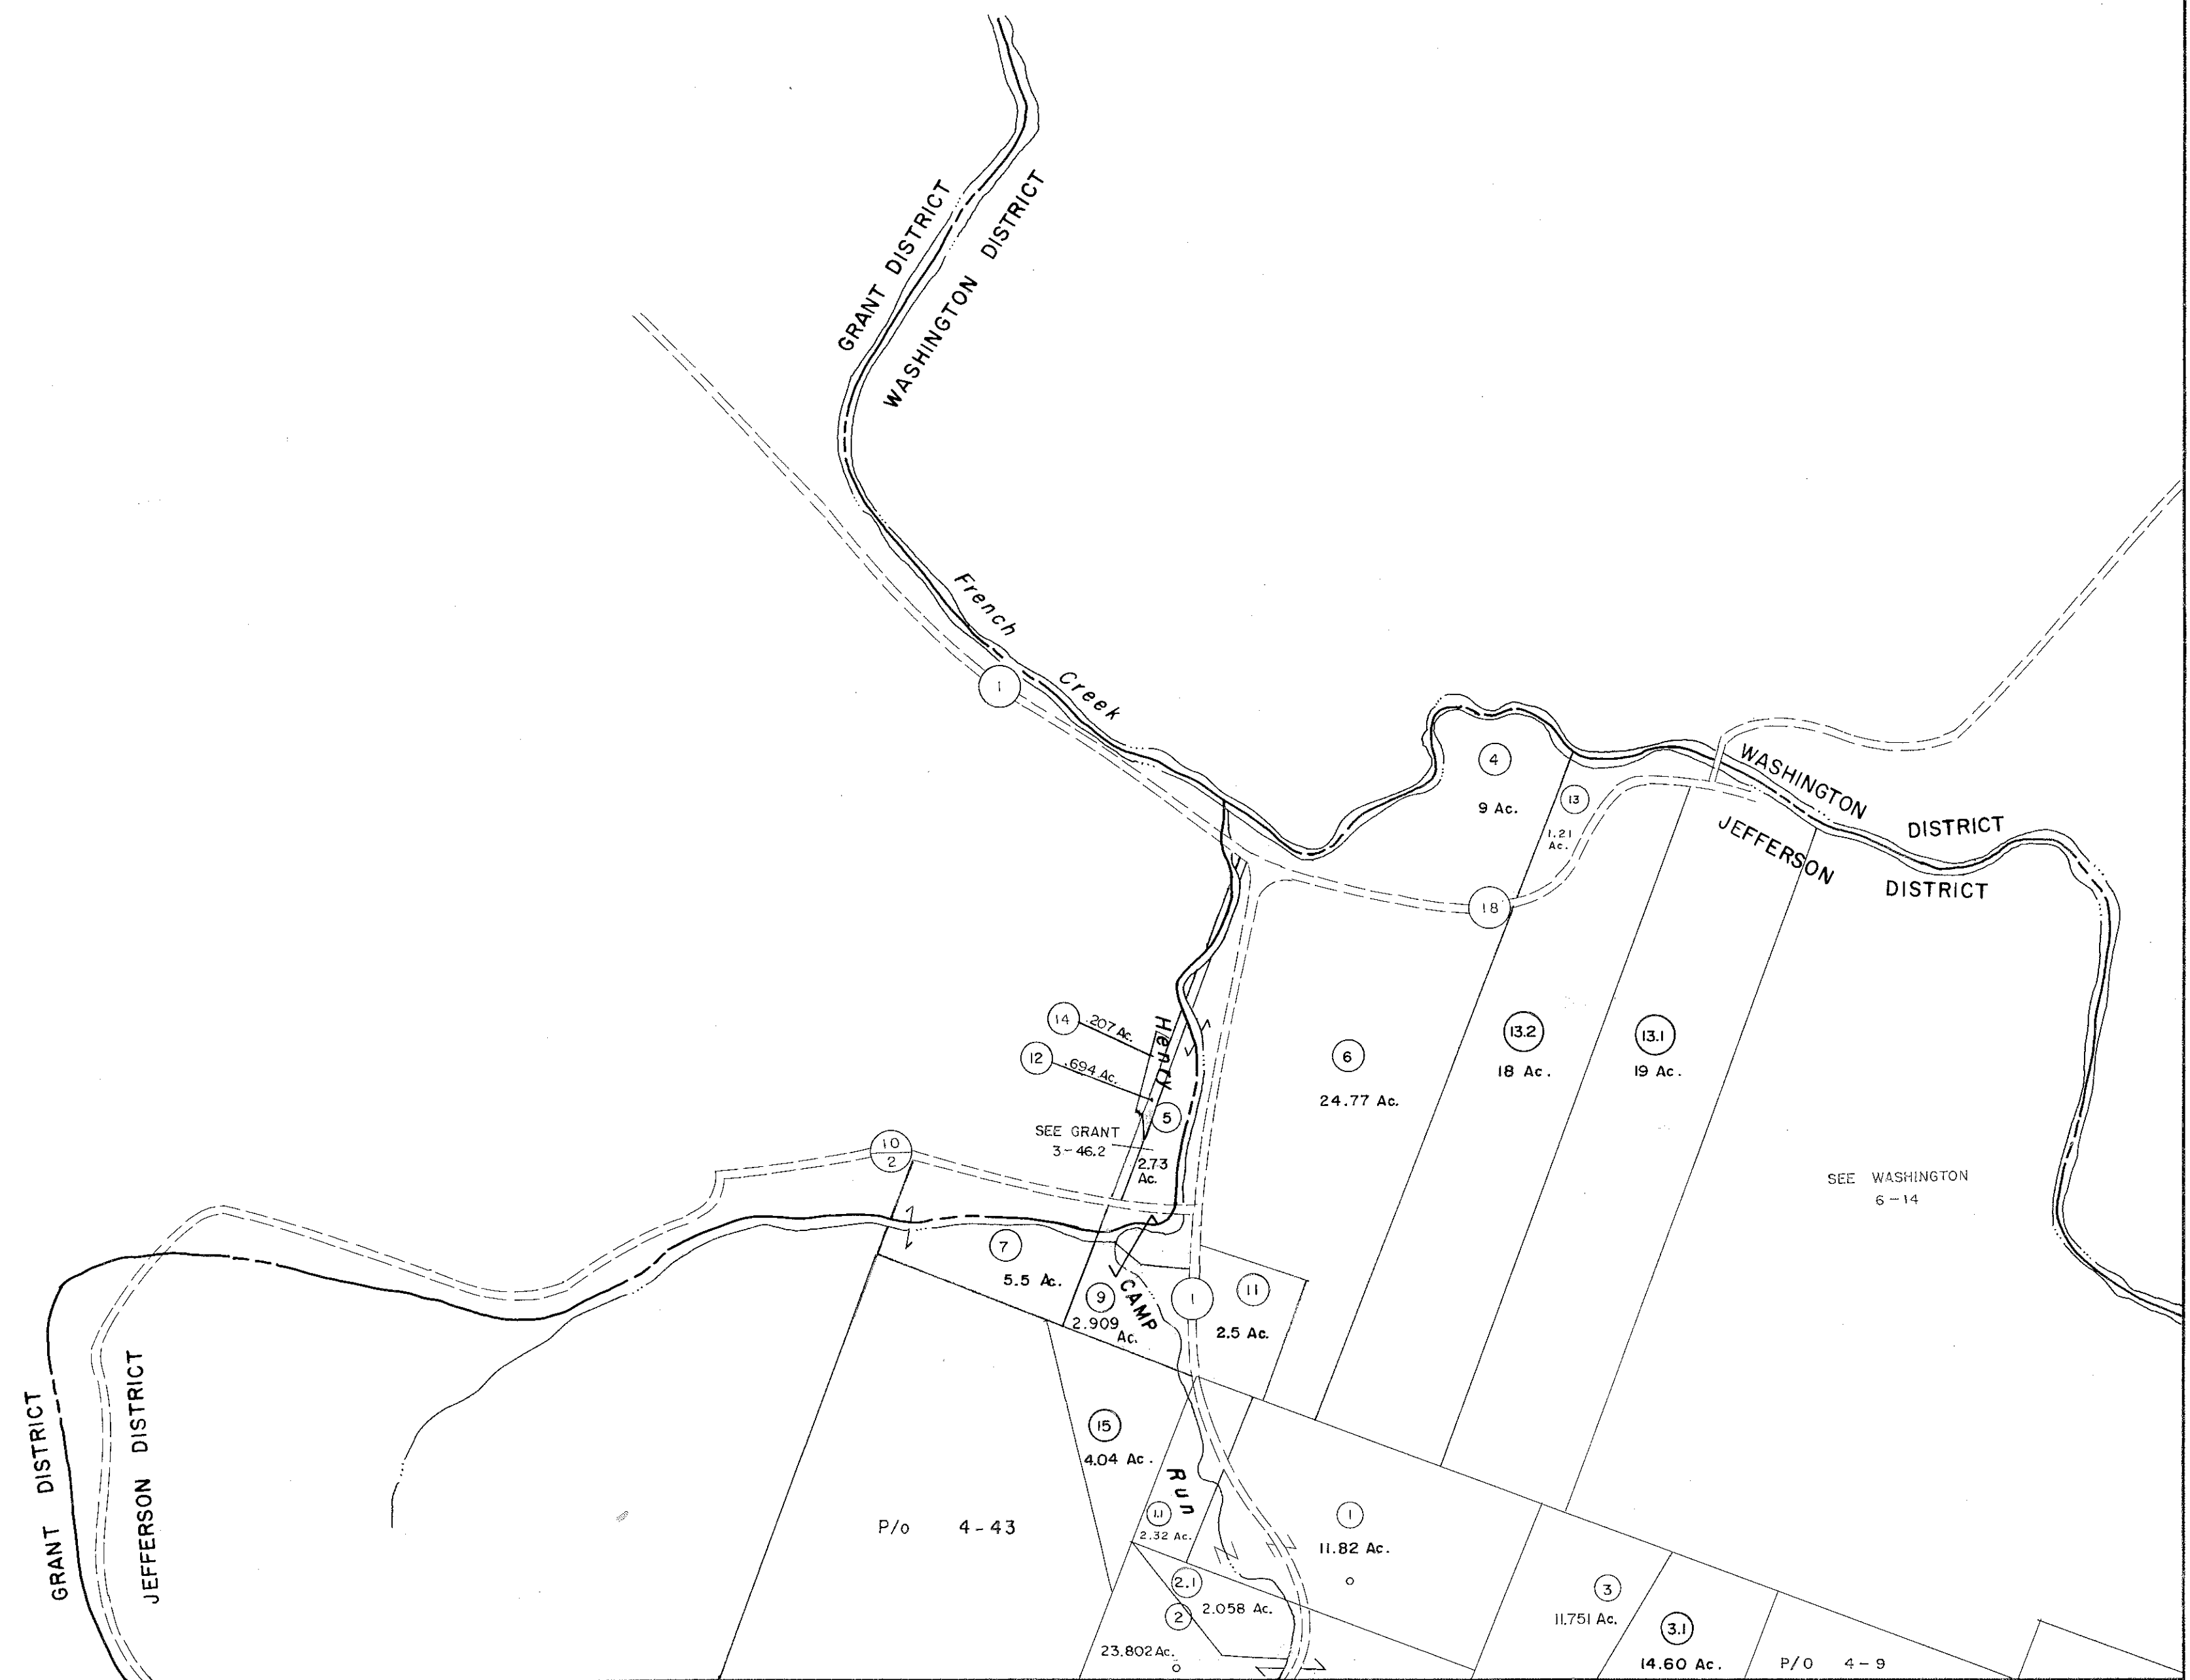 GRANT DISTRICT
WASHINGTON DISTRICT
French Creek
1
4
9 Ac.
13
1.21
Ac.
WASHINGTON DISTRICT
JEFFERSON DISTRICT
18
14 .207 Ac.
12 .694 Ac.
Henry
CAMP
Run
5
2.73
Ac.
SEE GRANT
3-46.2
6
24.77 Ac.
13.2
18 Ac.
13.1
19 Ac.
SEE WASHINGTON
6-14
10
2
7
5.5 Ac.
9
2.909
Ac.
1
11
2.5 Ac.
GRANT DISTRICT
JEFFERSON DISTRICT
15
4.04 Ac.
P/o 4-43
1.1
2.32 Ac.
1
11.82 Ac.
2.1
2.058 Ac.
2
23.802 Ac.
3
11.751 Ac.
3.1
14.60 Ac.
P/O 4-9